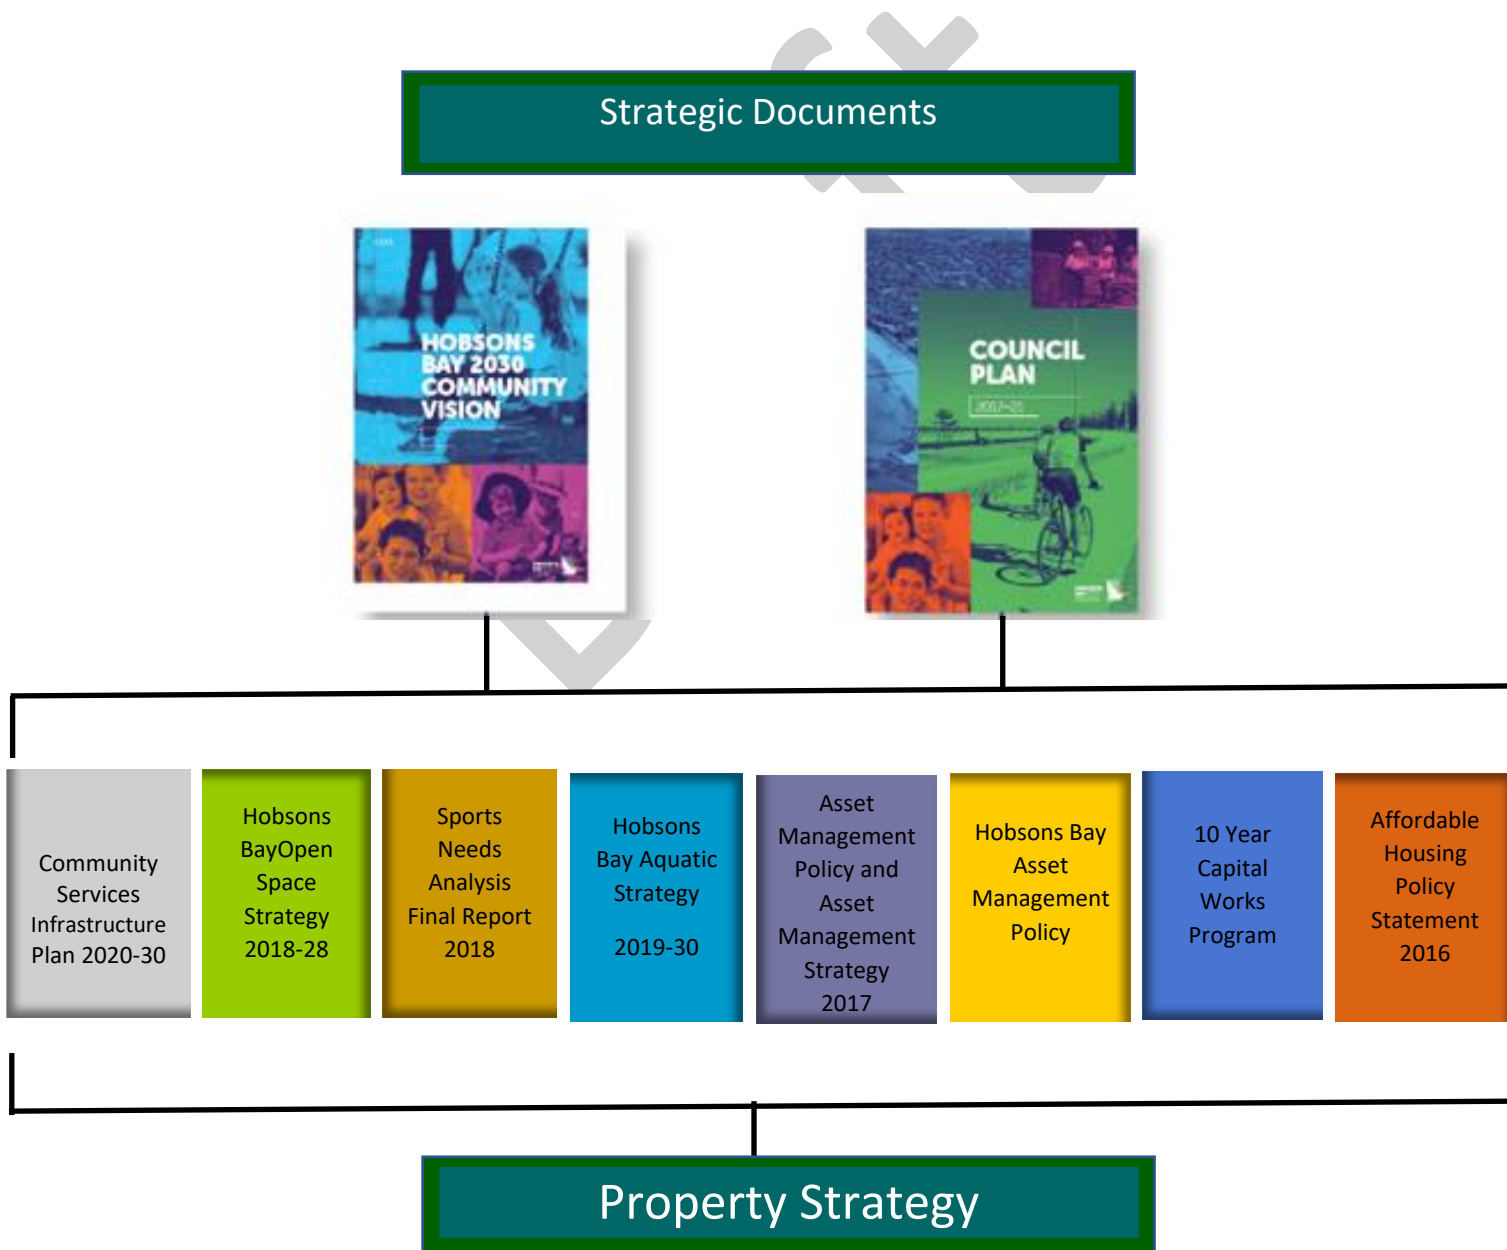 Strategic Documents
HOBSONS
BAY 2030
COMMUNITY
VISION
COUNCIL
PLAN
2017-21
Community
Services
Infrastructure
Plan 2020-30
Hobsons
BayOpen
Space
Strategy
2018-28
Sports
Needs
Analysis
Final Report
2018
Hobsons
Bay Aquatic
Strategy
2019-30
Asset
Management
Policy and
Asset
Management
Strategy
2017
Hobsons Bay
Asset
Management
Policy
10 Year
Capital
Works
Program
Affordable
Housing
Policy
Statement
2016
Property Strategy